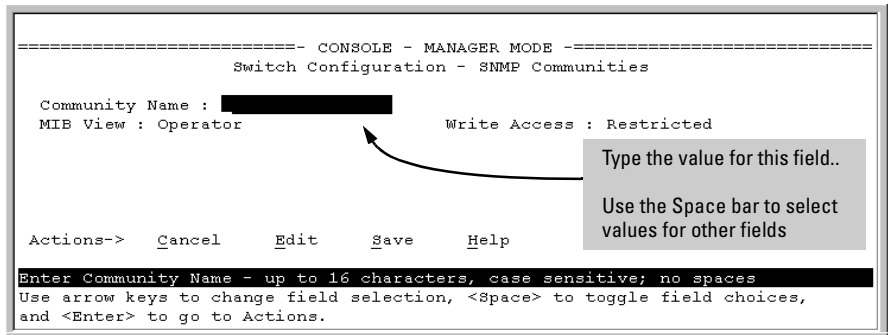 ==========================- CONSOLE - MANAGER MODE -============================
Switch Configuration - SNMP Communities
Community Name :
MIB View : Operator Write Access : Restricted
Type the value for this field..
Use the Space bar to select
values for other fields
Actions-> Cancel Edit Save Help
Enter Community Name - up to 16 characters, case sensitive; no spaces
Use arrow keys to change field selection, <Space> to toggle field choices,
and <Enter> to go to Actions.